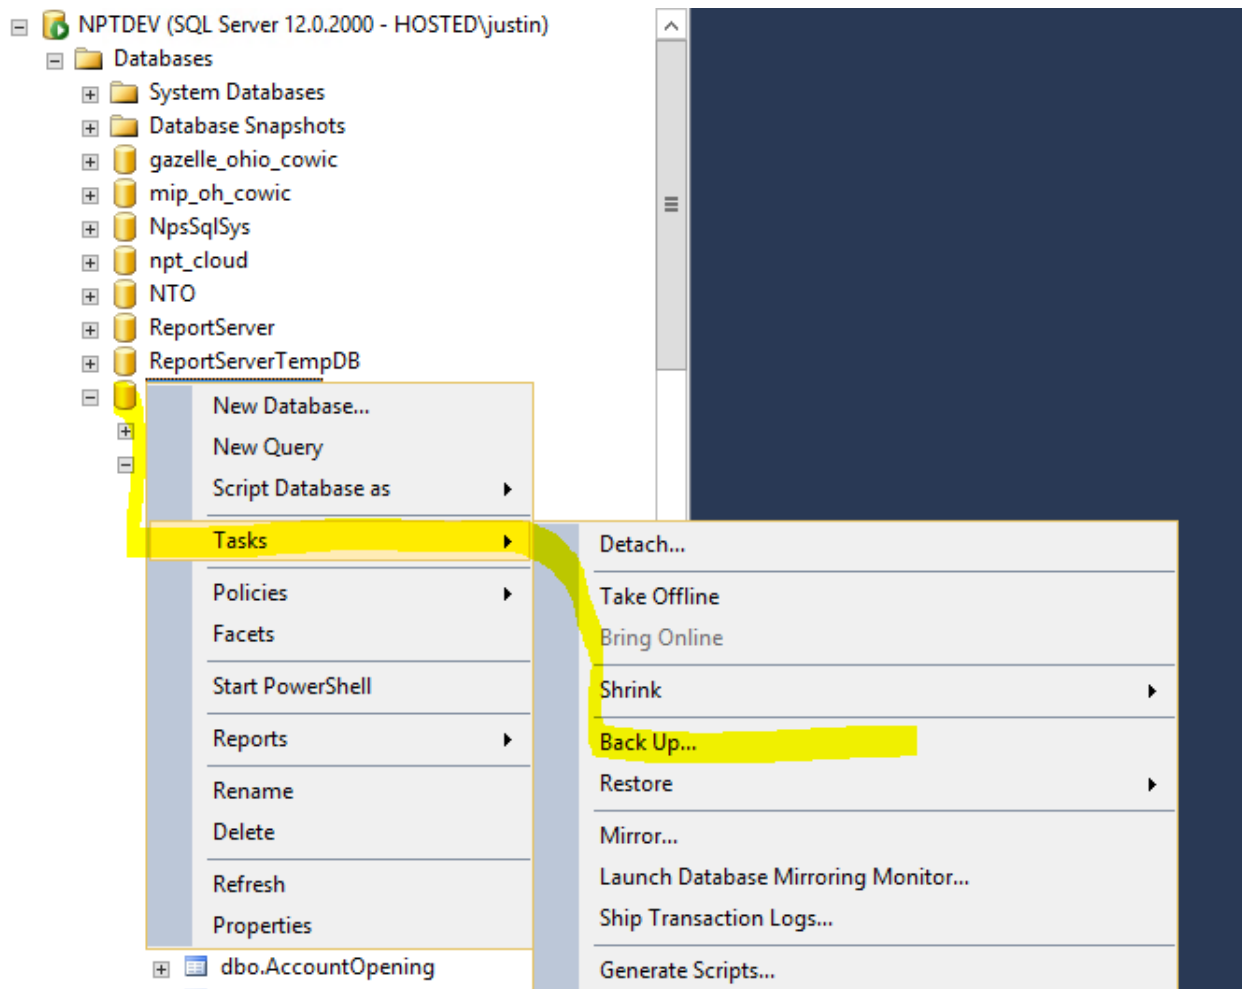 NPTDEV (SQL Server 12.0.2000 - HOSTED\justin)
Databases
System Databases
Database Snapshots
gazelle_ohio_cowic
mip_oh_cowic
NpsSqlSys
npt_cloud
NTO
ReportServer
ReportServerTempDB
New Database...
New Query
Script Database as
Tasks
Policies
Facets
Start PowerShell
Reports
Rename
Delete
Refresh
Properties
Detach...
Take Offline
Bring Online
Shrink
Back Up...
Restore
Mirror...
Launch Database Mirroring Monitor...
Ship Transaction Logs...
Generate Scripts...
dbo.AccountOpening